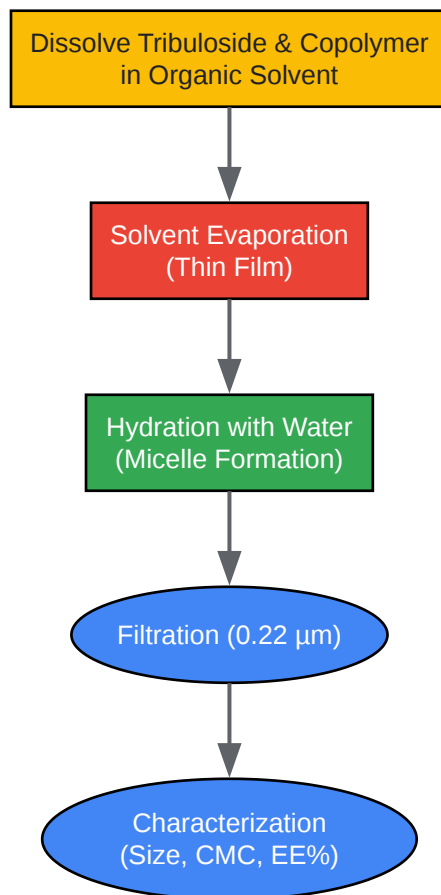 Dissolve Tribuloside & Copolymer
in Organic Solvent
Solvent Evaporation
(Thin Film)
Hydration with Water
(Micelle Formation)
Filtration (0.22 µm)
Characterization
(Size, CMC, EE%)